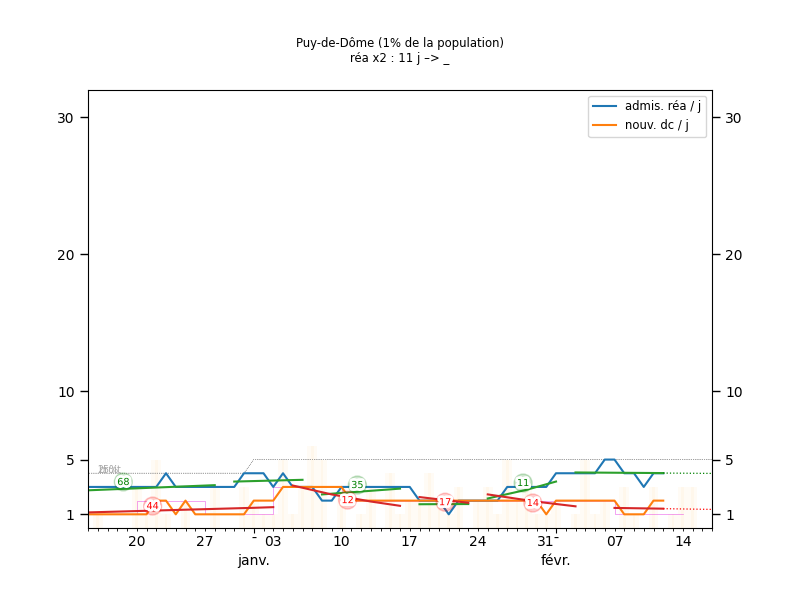 Puy-de-Dôme (1% de la population)
réa x2 : 11 j –> _
admis. réa / j
nouv. dc / j
30 30
20 20
10 10
5 5
1 1
68
44
35
12
17
11
14
20 27 03 10 17 24 31 07 14
janv. févr.